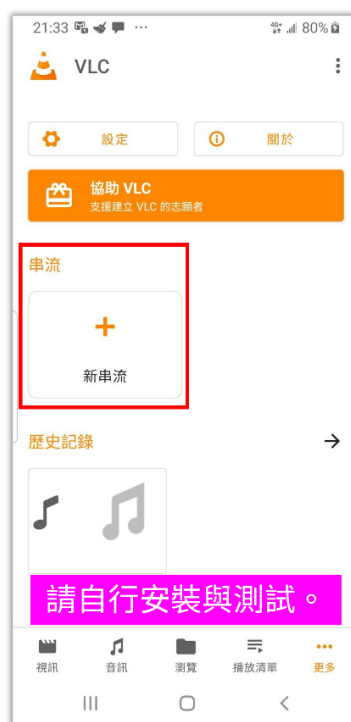 21:33
4G+ 80%
VLC
設定 關於
協助 VLC
支援建立 VLC 的志願者
串流
+
新串流
歷史記錄
請自行安裝與測試。
視訊 音訊 瀏覽 播放清單 更多